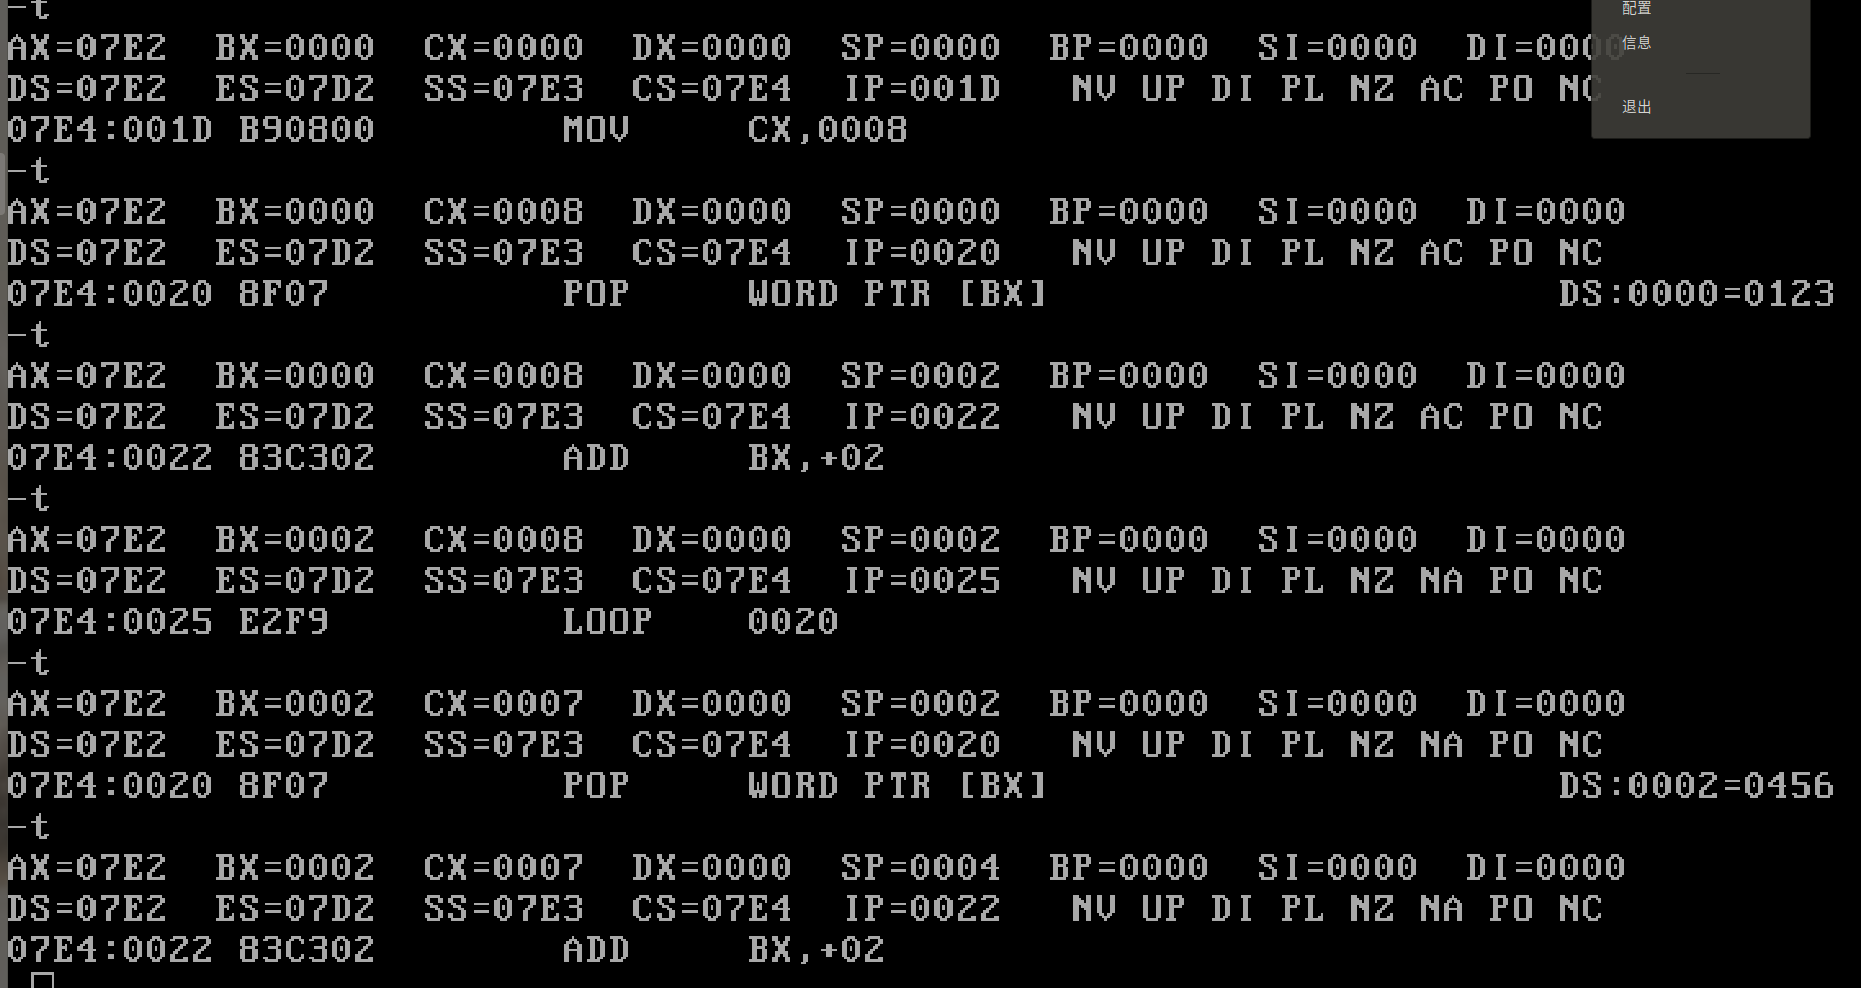 -t
AX=07E2 BX=0000 CX=0000 DX=0000 SP=0000 BP=0000 SI=0000 DI=0000
DS=07E2 ES=07D2 SS=07E3 CS=07E4 IP=001D NV UP DI PL NZ AC PO NC
07E4:001D B90800 MOV CX,0008
-t
AX=07E2 BX=0000 CX=0008 DX=0000 SP=0000 BP=0000 SI=0000 DI=0000
DS=07E2 ES=07D2 SS=07E3 CS=07E4 IP=0020 NV UP DI PL NZ AC PO NC
07E4:0020 8F07 POP WORD PTR [BX] DS:0000=0123
-t
AX=07E2 BX=0000 CX=0008 DX=0000 SP=0002 BP=0000 SI=0000 DI=0000
DS=07E2 ES=07D2 SS=07E3 CS=07E4 IP=0022 NV UP DI PL NZ AC PO NC
07E4:0022 83C302 ADD BX,+02
-t
AX=07E2 BX=0002 CX=0008 DX=0000 SP=0002 BP=0000 SI=0000 DI=0000
DS=07E2 ES=07D2 SS=07E3 CS=07E4 IP=0025 NV UP DI PL NZ NA PO NC
07E4:0025 E2F9 LOOP 0020
-t
AX=07E2 BX=0002 CX=0007 DX=0000 SP=0002 BP=0000 SI=0000 DI=0000
DS=07E2 ES=07D2 SS=07E3 CS=07E4 IP=0020 NV UP DI PL NZ NA PO NC
07E4:0020 8F07 POP WORD PTR [BX] DS:0002=0456
-t
AX=07E2 BX=0002 CX=0007 DX=0000 SP=0004 BP=0000 SI=0000 DI=0000
DS=07E2 ES=07D2 SS=07E3 CS=07E4 IP=0022 NV UP DI PL NZ NA PO NC
07E4:0022 83C302 ADD BX,+02
配置
信息
退出